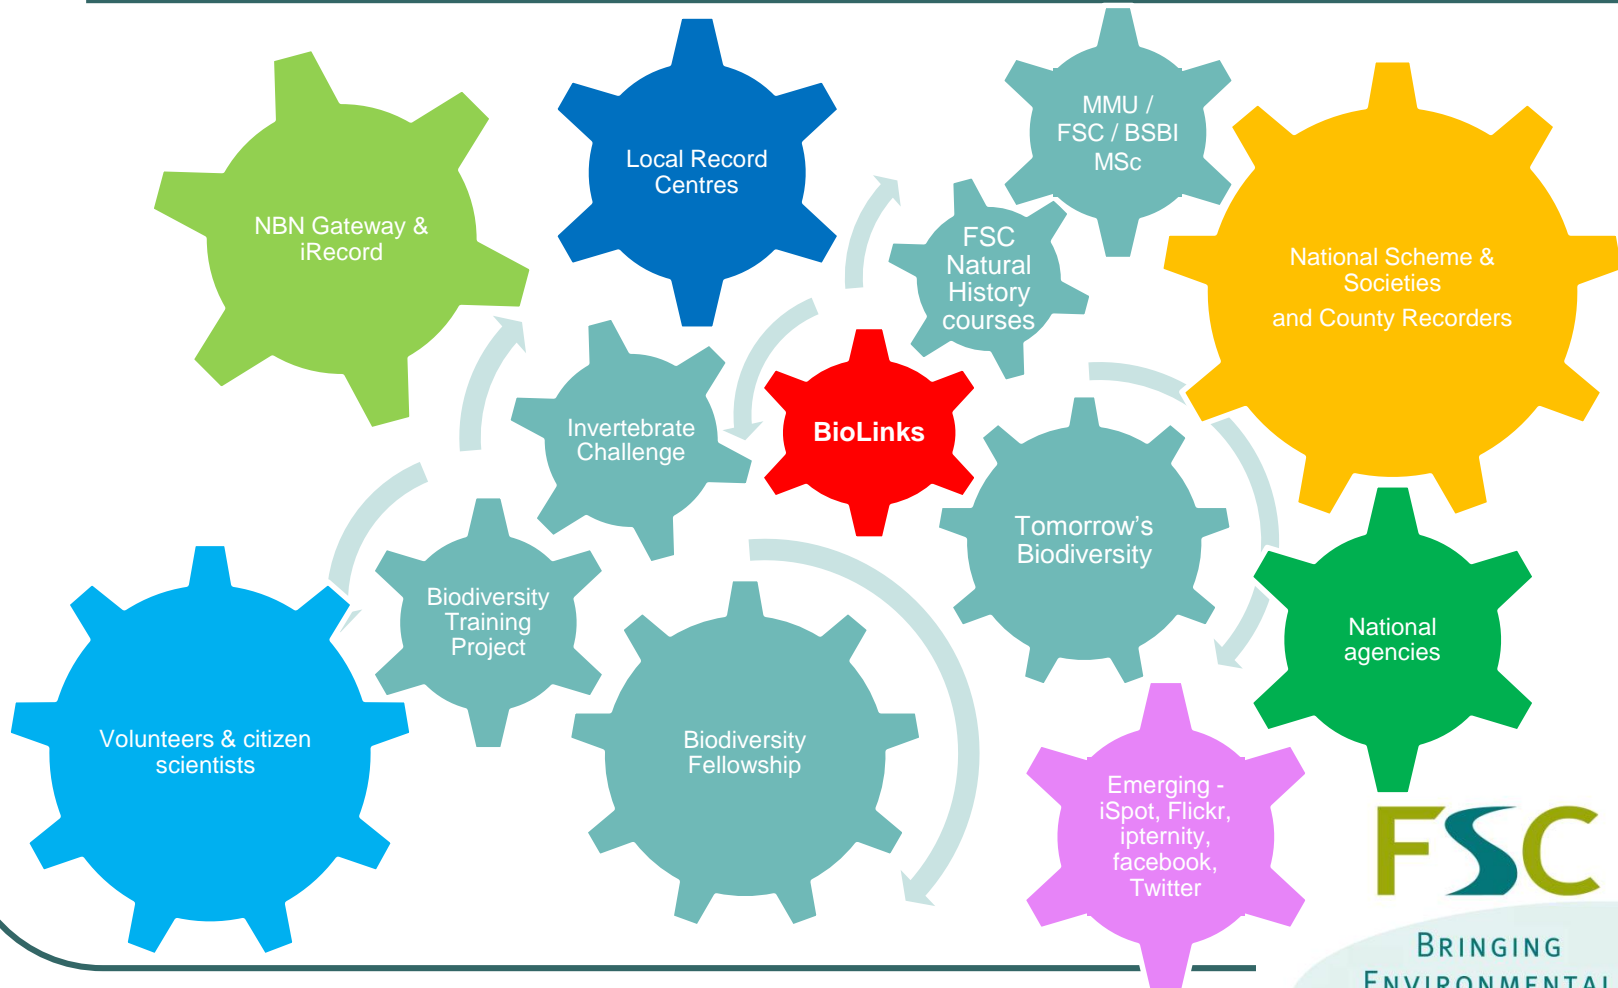 MMU /
FSC / BSBI
MSc
Local Record
Centres
NBN Gateway &
iRecord
FSC
Natural
History
courses
National Scheme &
Societies
and County Recorders
Invertebrate
Challenge
BioLinks
Tomorrow's
Biodiversity
Biodiversity
Training
Project
National
agencies
Volunteers & citizen
scientists
Biodiversity
Fellowship
Emerging -
iSpot, Flickr,
ipternity,
facebook,
Twitter
FSC
BRINGING
ENVIRONMENTAL